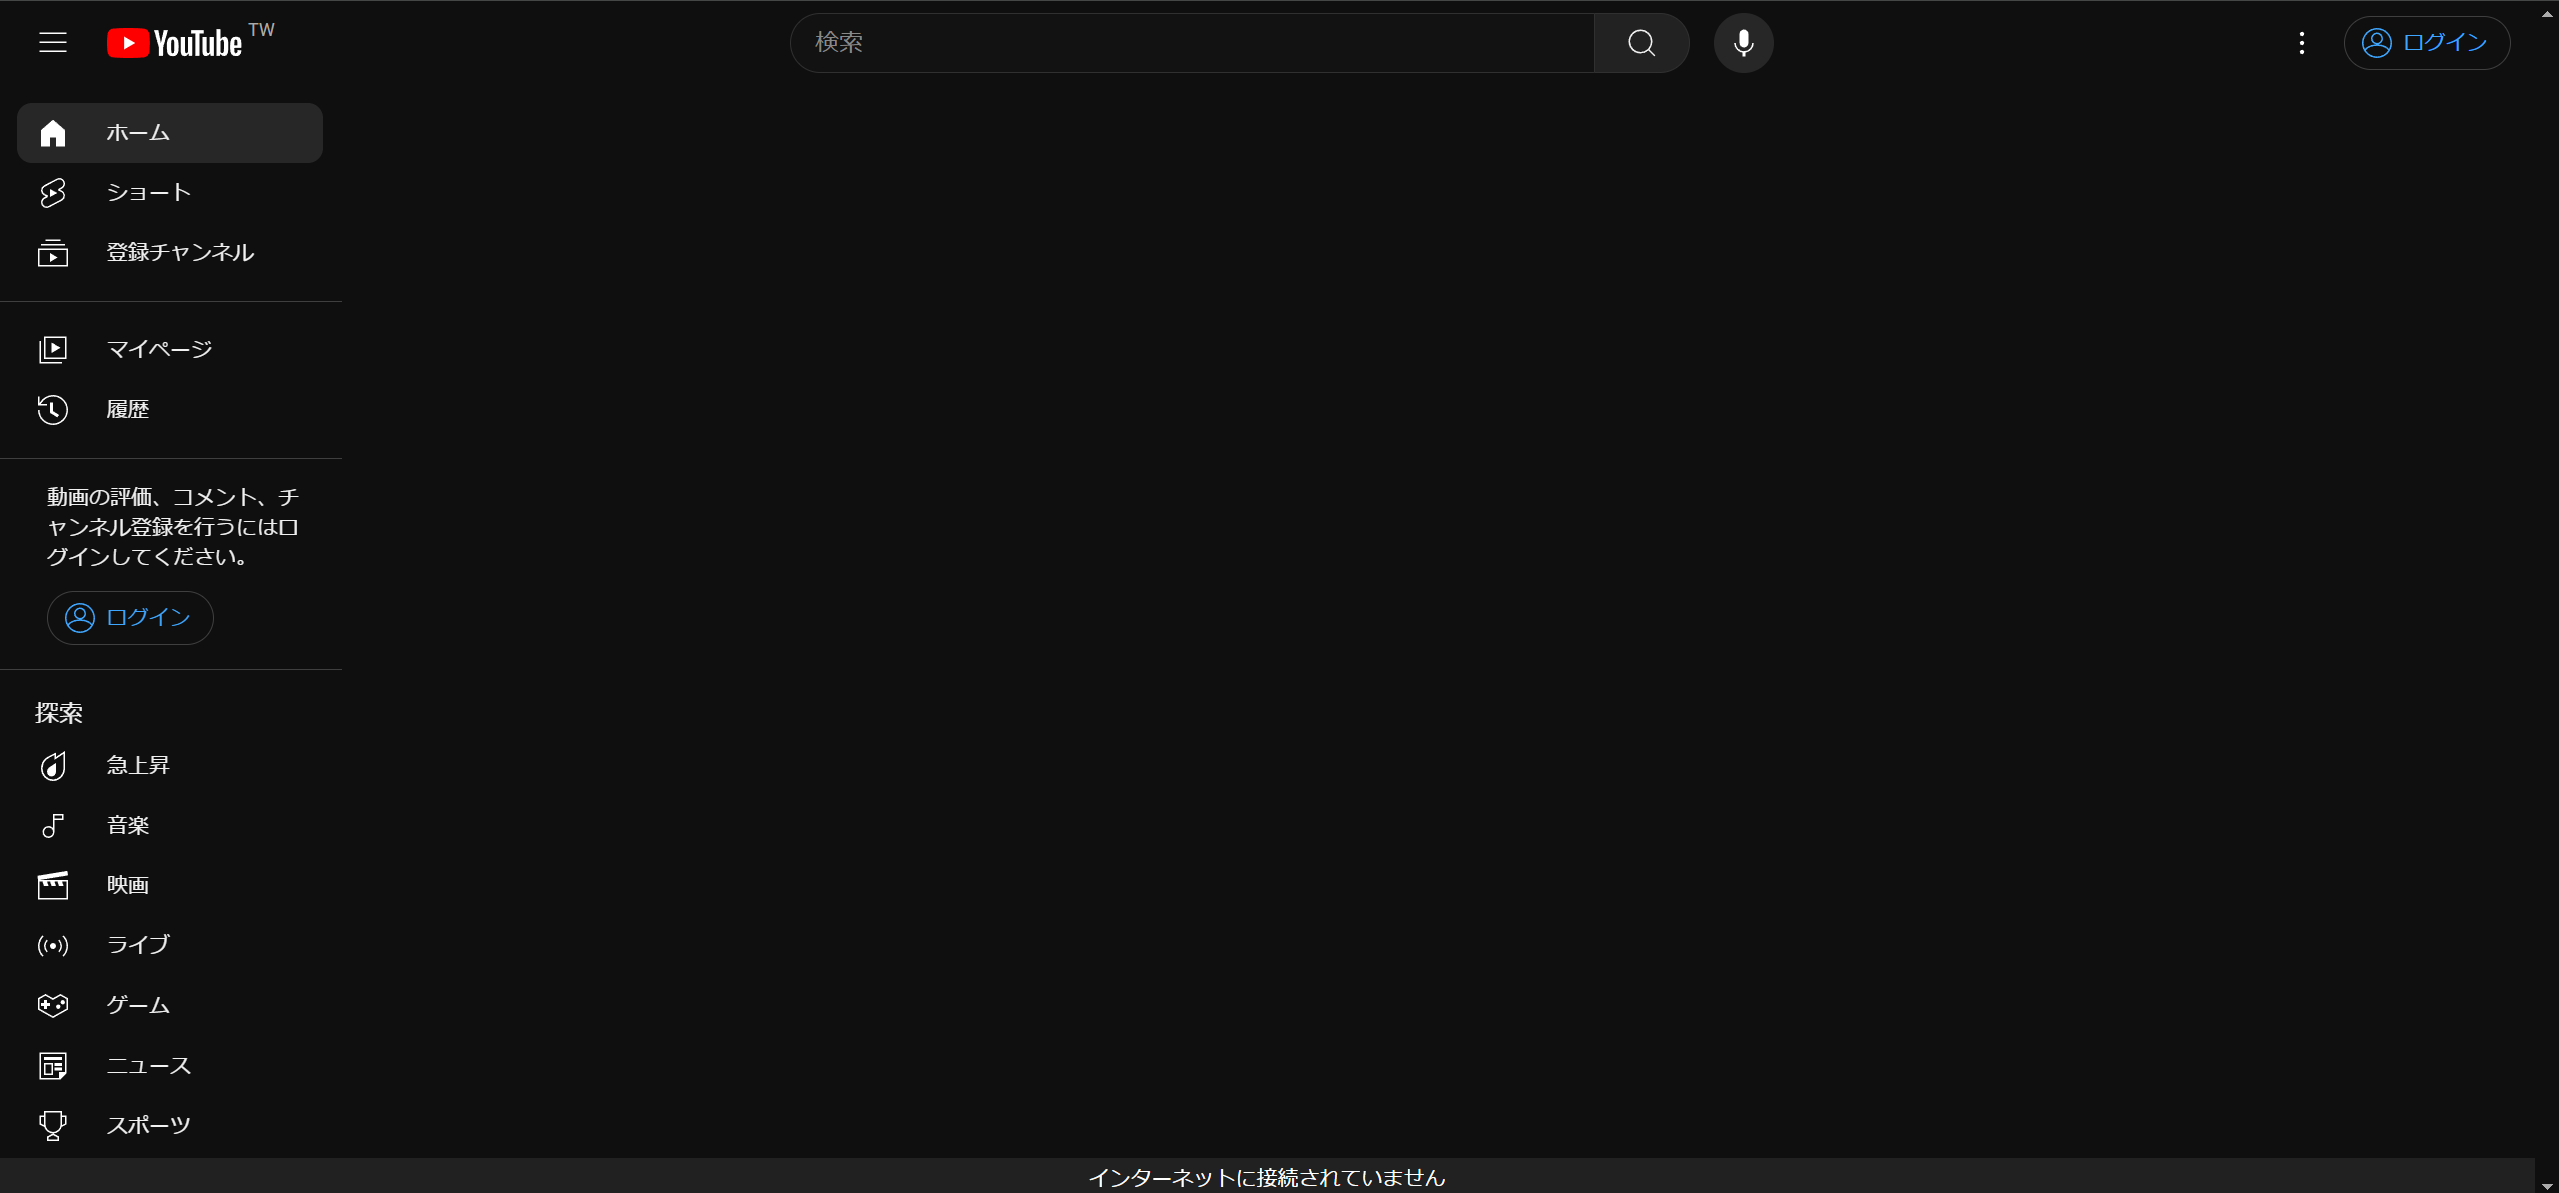 YouTube TW
検索
ログイン
ホーム
ショート
登録チャンネル
マイページ
履歴
動画の評価、コメント、チ
ャンネル登録を行うにはロ
グインしてください。
ログイン
探索
急上昇
音楽
映画
ライブ
ゲーム
ニュース
スポーツ
インターネットに接続されていません